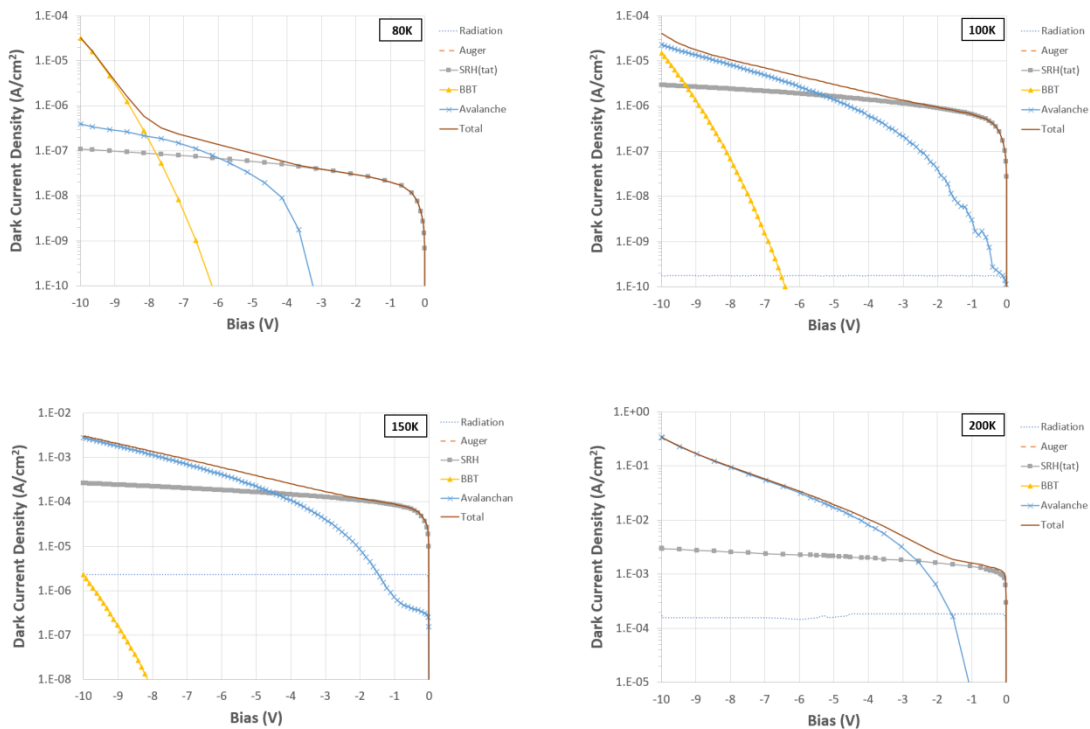 80K
Dark Current Density (A/cm²)
1.E-04
1.E-05
1.E-06
1.E-07
1.E-08
1.E-09
1.E-10
-10 -9 -8 -7 -6 -5 -4 -3 -2 -1 0
Bias (V)
Radiation
Auger
SRH(tat)
BBT
Avalanche
Total
100K
Dark Current Density (A/cm²)
1.E-04
1.E-05
1.E-06
1.E-07
1.E-08
1.E-09
1.E-10
-10 -9 -8 -7 -6 -5 -4 -3 -2 -1 0
Bias (V)
Radiation
Auger
SRH(tat)
BBT
Avalanche
Total
150K
Dark Current Density (A/cm²)
1.E-02
1.E-03
1.E-04
1.E-05
1.E-06
1.E-07
1.E-08
-10 -9 -8 -7 -6 -5 -4 -3 -2 -1 0
Bias (V)
Radiation
Auger
SRH
BBT
Avalanchan
Total
200K
Dark Current Density (A/cm²)
1.E+00
1.E-01
1.E-02
1.E-03
1.E-04
1.E-05
-10 -9 -8 -7 -6 -5 -4 -3 -2 -1 0
Bias (V)
Radiation
Auger
SRH(tat)
BBT
Avalanche
Total